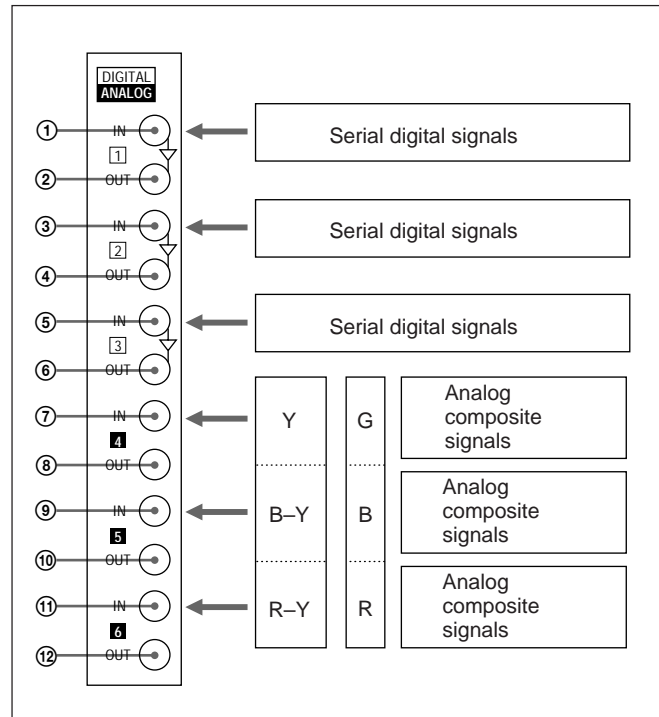 DIGITAL
ANALOG
① IN Serial digital signals
1
② OUT
③ IN Serial digital signals
2
④ OUT
⑤ IN Serial digital signals
3
⑥ OUT
⑦ IN Y G Analog
composite
signals
4
⑧ OUT
⑨ IN B–Y B Analog
composite
signals
5
⑩ OUT
⑪ IN R–Y R Analog
composite
signals
6
⑫ OUT